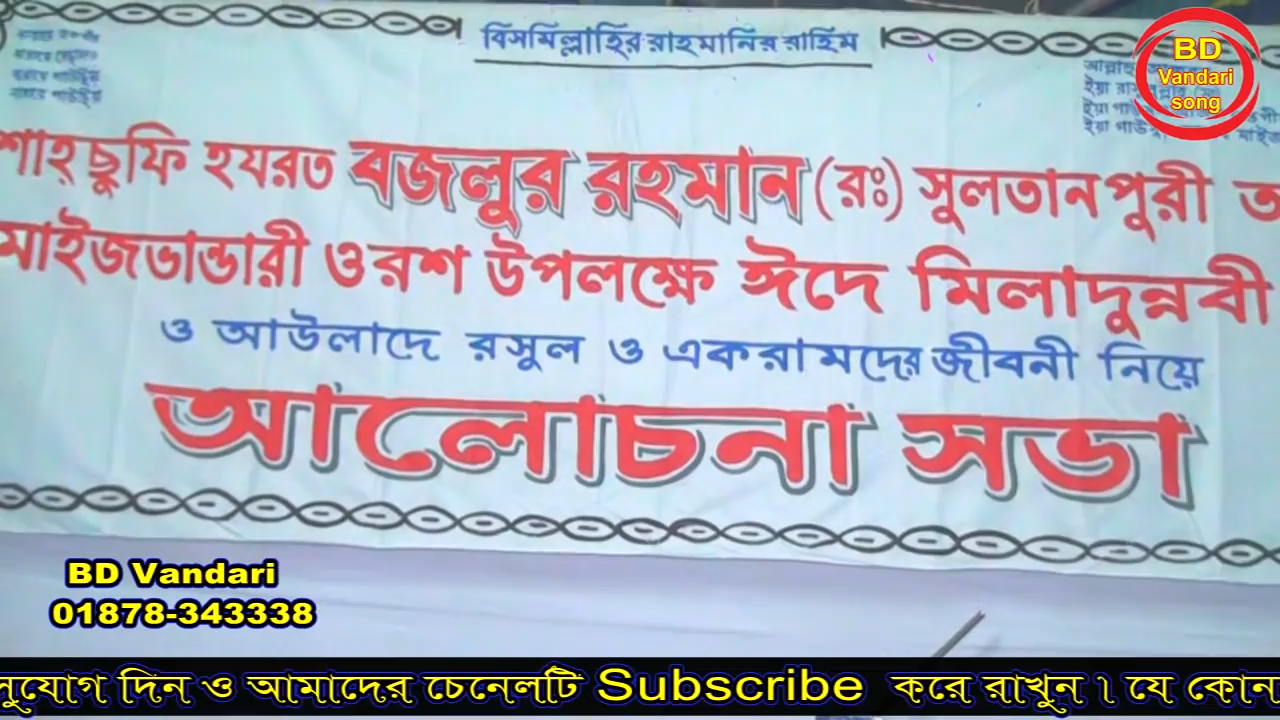 বিসমিল্লাহির রাহমানির রাহিম
BD
Vandari
song
শাহ্ছুফি হযরত বজলুর রহমান (রঃ) সুলতানপুরী
মাইজভান্ডারী ওরশ উপলক্ষে ঈদে মিলাদুন্নবী
ও আউলাদে রসুল ও একরামদের জীবনী নিয়ে
আলোচনা সভা
BD Vandari
01878-343338
সুযোগ দিন ও আমাদের চেনেলটি Subscribe করে রাখুন। যে কোন